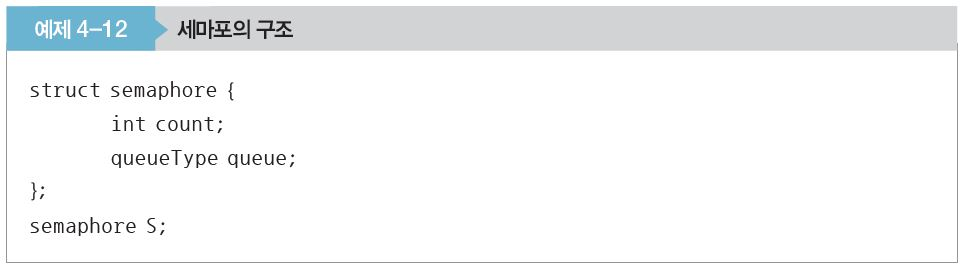 예제 4-12 세마포의 구조
struct semaphore {
int count;
queueType queue;
};
semaphore S;